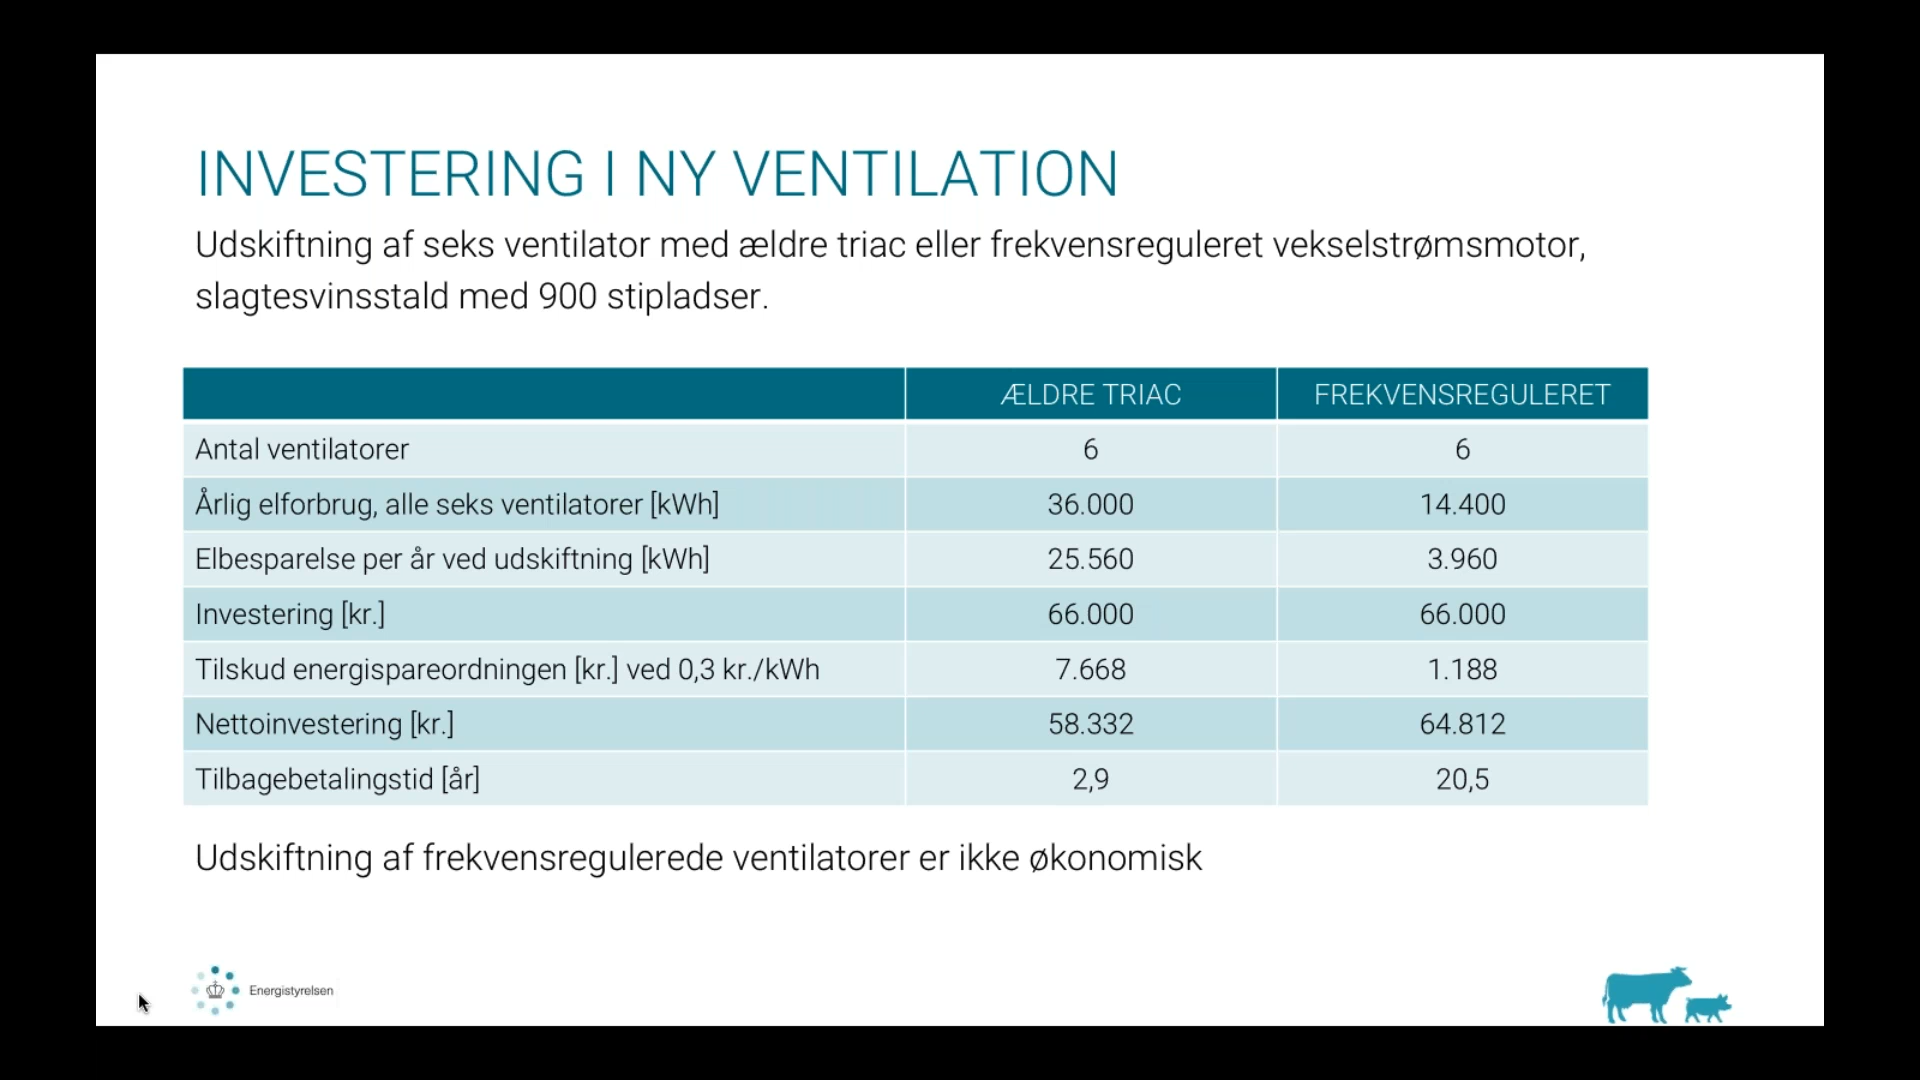 INVESTERING I NY VENTILATION
Udskiftning af seks ventilator med ældre triac eller frekvensreguleret vekselstrømsmotor,
slagtesvinsstald med 900 stipladser.
ÆLDRE TRIAC FREKVENSREGULERET
Antal ventilatorer 6 6
Årlig elforbrug, alle seks ventilatorer [kWh] 36.000 14.400
Elbesparelse per år ved udskiftning [kWh] 25.560 3.960
Investering [kr.] 66.000 66.000
Tilskud energispareordningen [kr.] ved 0,3 kr./kWh 7.668 1.188
Nettoinvestering [kr.] 58.332 64.812
Tilbagebetalingstid [år] 2,9 20,5
Udskiftning af frekvensregulerede ventilatorer er ikke økonomisk
Energistyrelsen